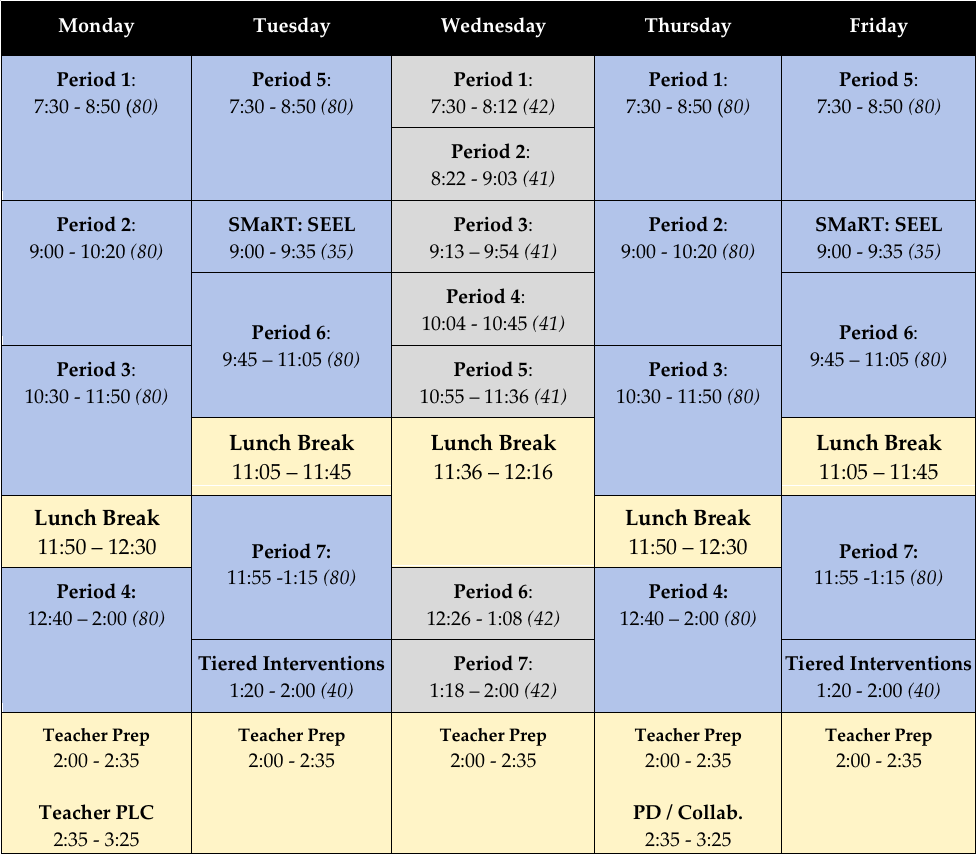 Monday
Tuesday
Wednesday
Thursday
Friday
Period 1:
7:30 - 8:50 (80)
Period 5:
7:30 - 8:50 (80)
Period 1:
7:30 - 8:12 (42)
Period 1:
7:30 - 8:50 (80)
Period 5:
7:30 - 8:50 (80)
Period 2:
8:22 - 9:03 (41)
Period 2:
9:00 - 10:20 (80)
SMaRT: SEEL
9:00 - 9:35 (35)
Period 3:
9:13 – 9:54 (41)
Period 2:
9:00 - 10:20 (80)
SMaRT: SEEL
9:00 - 9:35 (35)
Period 6:
9:45 – 11:05 (80)
Period 4:
10:04 - 10:45 (41)
Period 6:
9:45 – 11:05 (80)
Period 3:
10:30 - 11:50 (80)
Period 5:
10:55 – 11:36 (41)
Period 3:
10:30 - 11:50 (80)
Lunch Break
11:05 – 11:45
Lunch Break
11:36 – 12:16
Lunch Break
11:05 – 11:45
Lunch Break
11:50 – 12:30
Period 7:
11:55 -1:15 (80)
Lunch Break
11:50 – 12:30
Period 7:
11:55 -1:15 (80)
Period 4:
12:40 – 2:00 (80)
Period 6:
12:26 - 1:08 (42)
Period 4:
12:40 – 2:00 (80)
Tiered Interventions
1:20 - 2:00 (40)
Period 7:
1:18 – 2:00 (42)
Tiered Interventions
1:20 - 2:00 (40)
Teacher Prep
2:00 - 2:35
Teacher Prep
2:00 - 2:35
Teacher Prep
2:00 - 2:35
Teacher Prep
2:00 - 2:35
Teacher Prep
2:00 - 2:35
Teacher PLC
2:35 - 3:25
PD / Collab.
2:35 - 3:25